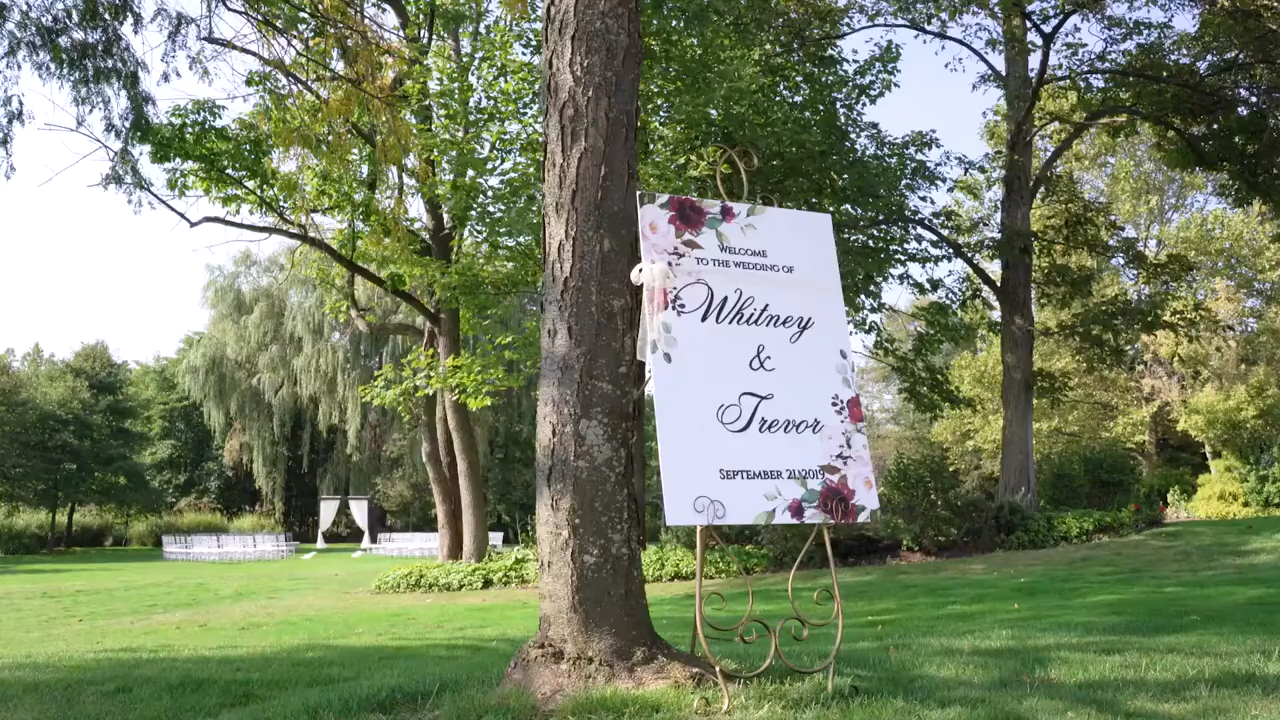 Welcome
to the wedding of
Whitney
&
Trevor
September 21, 2019